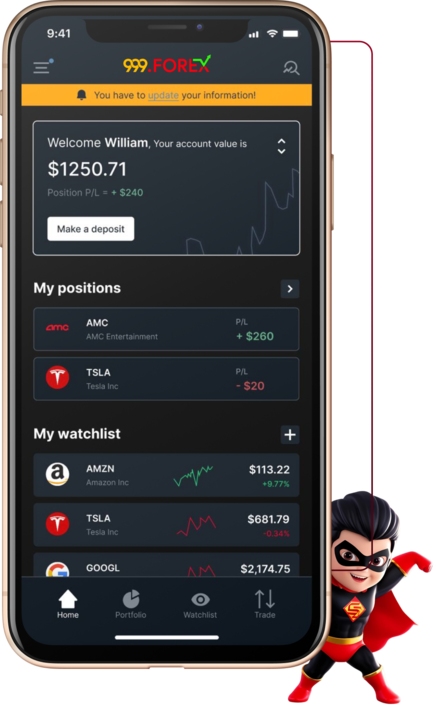 9:41
999.FOREX
You have to update your information!
Welcome William, Your account value is
$1250.71
Position P/L = + $240
Make a deposit
My positions
AMC
AMC Entertainment
P/L
+ $260
amc
TSLA
Tesla Inc
P/L
- $20
My watchlist
AMZN
Amazon Inc
$113.22
+9.77%
TSLA
Tesla Inc
$681.79
-0.34%
GOOGL
$2,174.75
Home
Portfolio
Watchlist
Trade
S